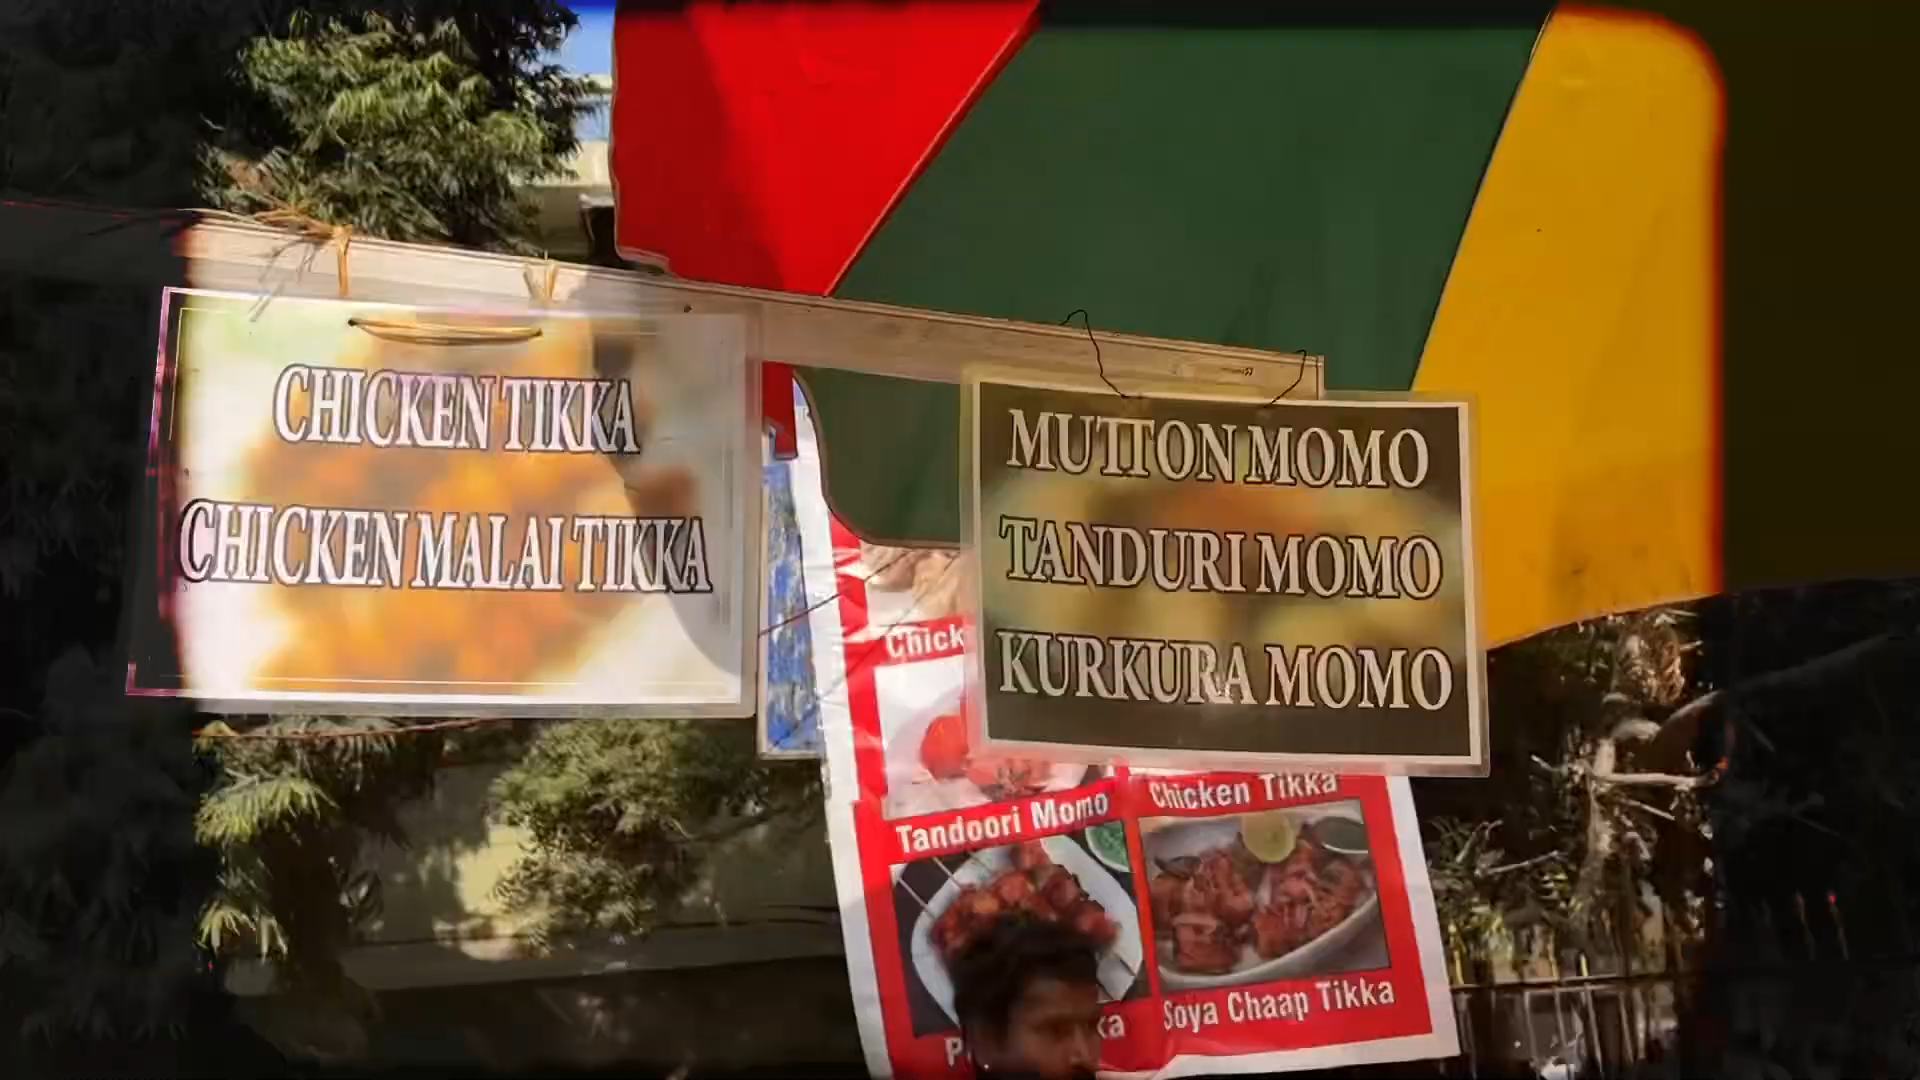 CHICKEN TIKKA
CHICKEN MALAI TIKKA
MUTTON MOMO
TANDURI MOMO
KURKURA MOMO
Tandoori Momo
Chicken Tikka
Soya Chaap Tikka